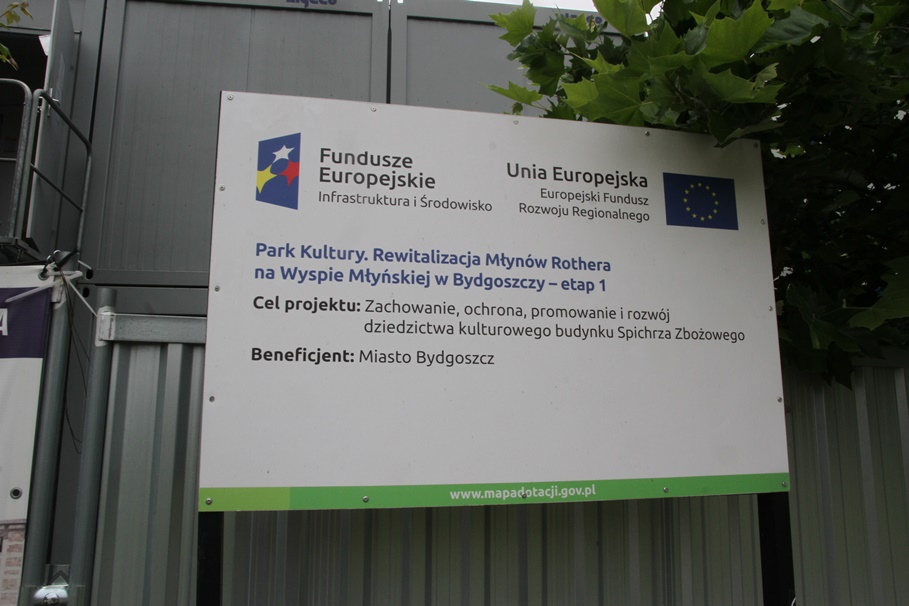 Fundusze
Europejskie
Infrastruktura i Środowisko
Unia Europejska
Europejski Fundusz
Rozwoju Regionalnego
Park Kultury. Rewitalizacja Młynów Rothera
na Wyspie Młyńskiej w Bydgoszczy – etap 1
Cel projektu: Zachowanie, ochrona, promowanie i rozwój
dziedzictwa kulturowego budynku Spichrza Zbożowego
Beneficjent: Miasto Bydgoszcz
www.mapadotacji.gov.pl